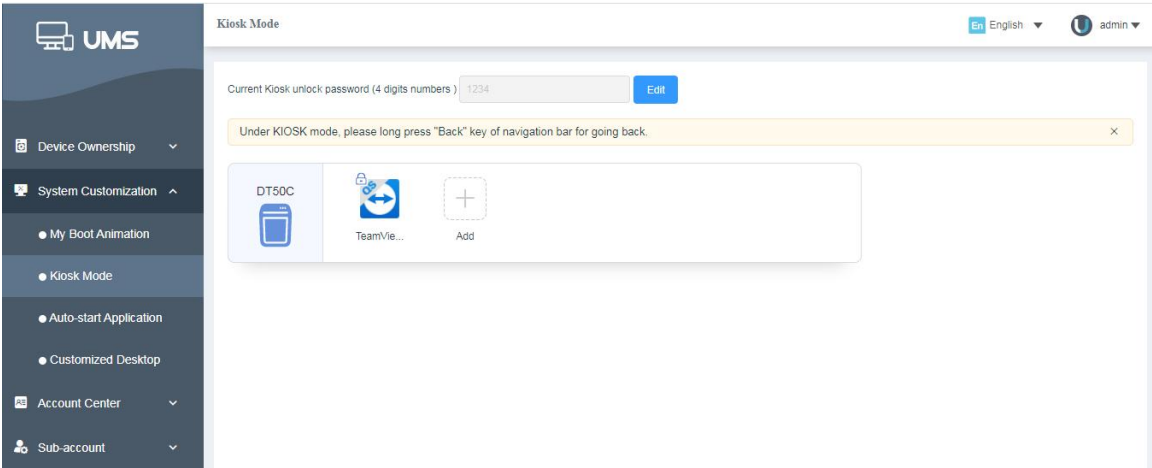 UMS
Kiosk Mode
En English
admin
Current Kiosk unlock password (4 digits numbers ) 1234 Edit
Under KIOSK mode, please long press "Back" key of navigation bar for going back.
Device Ownership
System Customization
My Boot Animation
Kiosk Mode
Auto-start Application
Customized Desktop
Account Center
Sub-account
DT50C
QS
TeamVie...
Add